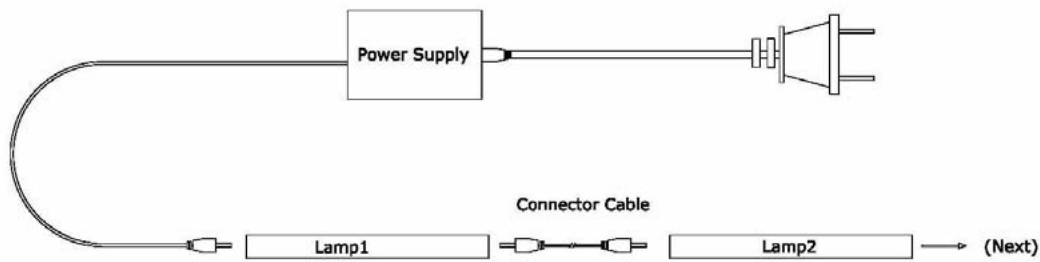 Power Supply
Connector Cable
Lamp1
Lamp2
(Next)